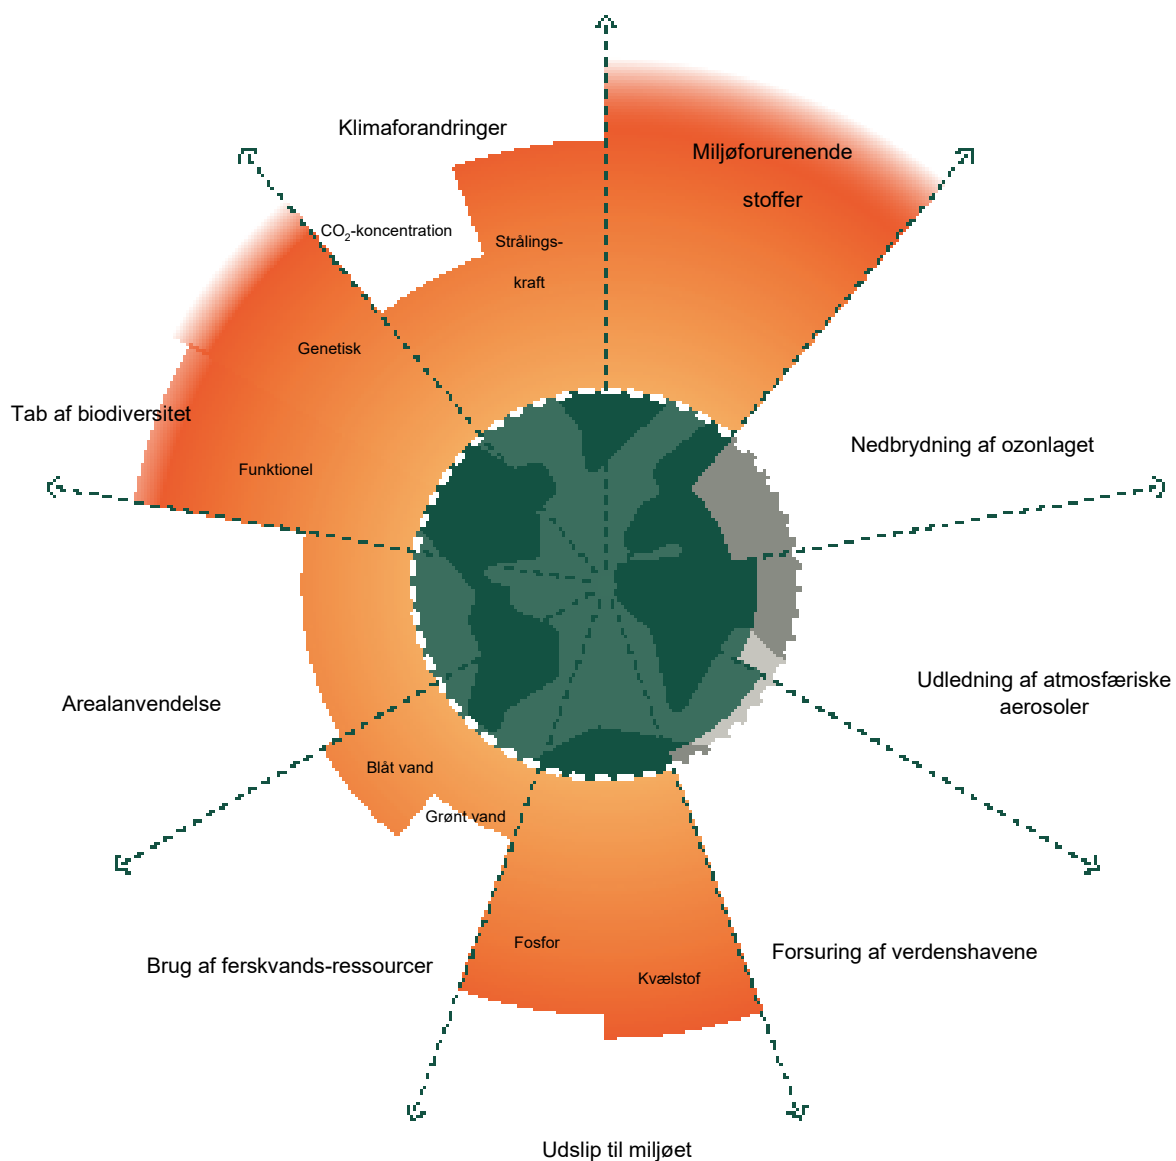 Klimaforandringer
Miljøforurenende
stoffer
CO₂-koncentration
Strålings-
kraft
Genetisk
Tab af biodiversitet
Funktionel
Nedbrydning af ozonlaget
Arealanvendelse
Udledning af atmosfæriske
aerosoler
Blåt vand
Grønt vand
Brug af ferskvands-ressourcer
Fosfor
Kvælstof
Forsuring af verdenshavene
Udslip til miljøet